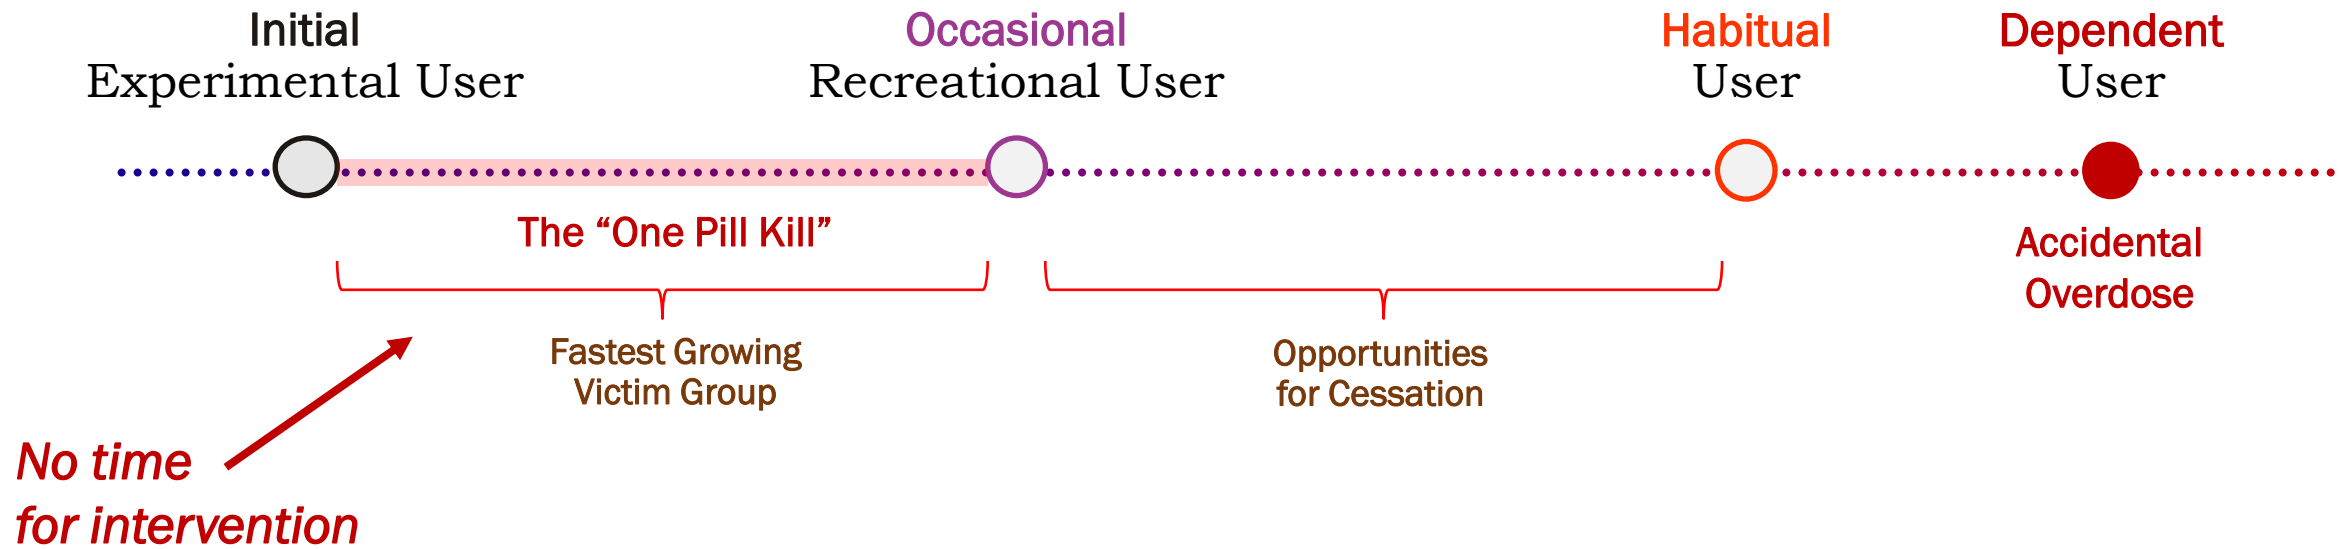 Initial
Experimental User
Occasional
Recreational User
Habitual
User
Dependent
User
The “One Pill Kill”
Accidental
Overdose
Fastest Growing
Victim Group
Opportunities
for Cessation
No time
for intervention